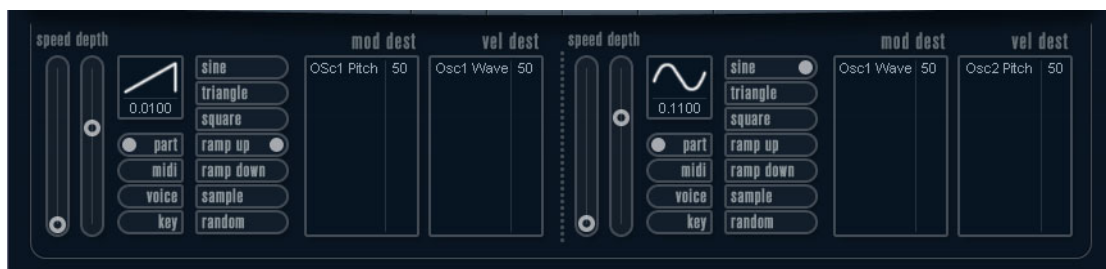 speed depth mod dest vel dest
sine OSc1 Pitch 50 Osc1 Wave 50
triangle
0.0100
square
part ramp up
midi ramp down
voice sample
key random
speed depth mod dest vel dest
sine Osc1 Wave 50 Osc2 Pitch 50
triangle
0.1100
square
part ramp up
midi ramp down
voice sample
key random